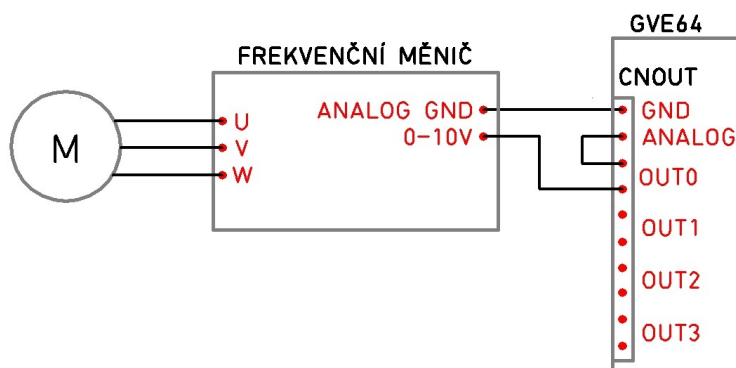 GVE64
FREKVENČNÍ MĚNIČ
CNOUT
ANALOG GND
GND
U
0-10V
ANALOG
M
V
W
OUT0
OUT1
OUT2
OUT3